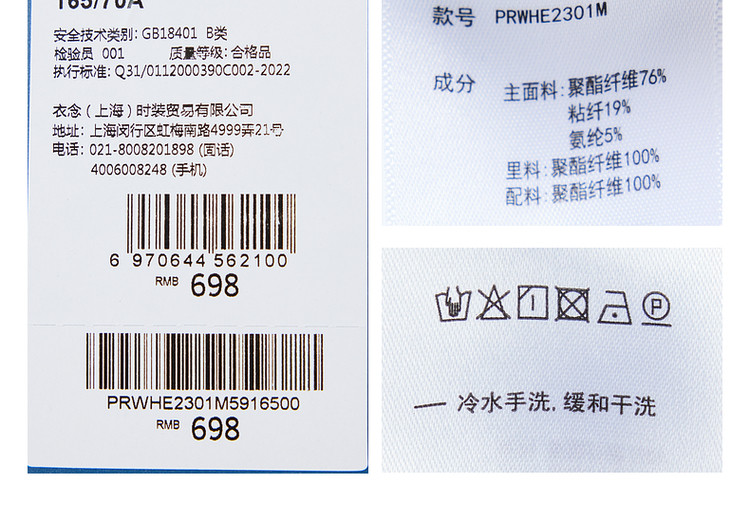 165/70A
安全技术类别: GB18401 B类
检验员 001 质量等级: 合格品
执行标准: Q31/0112000390C002-2022
衣念（上海）时装贸易有限公司
地址: 上海闵行区虹梅南路4999弄21号
电话: 021-8008201898 (固话)
4006008248 (手机)
6 970644 562100
RMB 698
PRWHE2301M5916500
RMB 698
款号 PRWHE2301M
成分 主面料: 聚酯纤维76%
粘纤19%
氨纶5%
里料: 聚酯纤维100%
配料: 聚酯纤维100%
P
— 冷水手洗, 缓和干洗